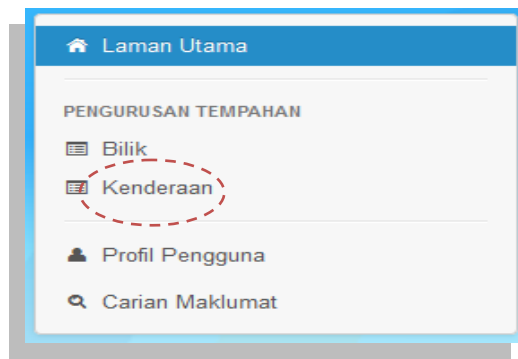 Laman Utama
PENGURUSAN TEMPAHAN
Bilik
Kenderaan
Profil Pengguna
Carian Maklumat